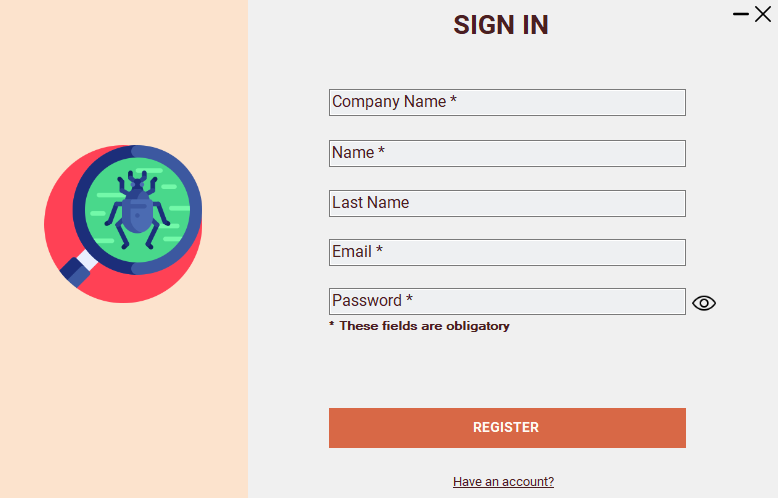 SIGN IN
Company Name *
Name *
Last Name
Email *
Password *
* These fields are obligatory
REGISTER
Have an account?